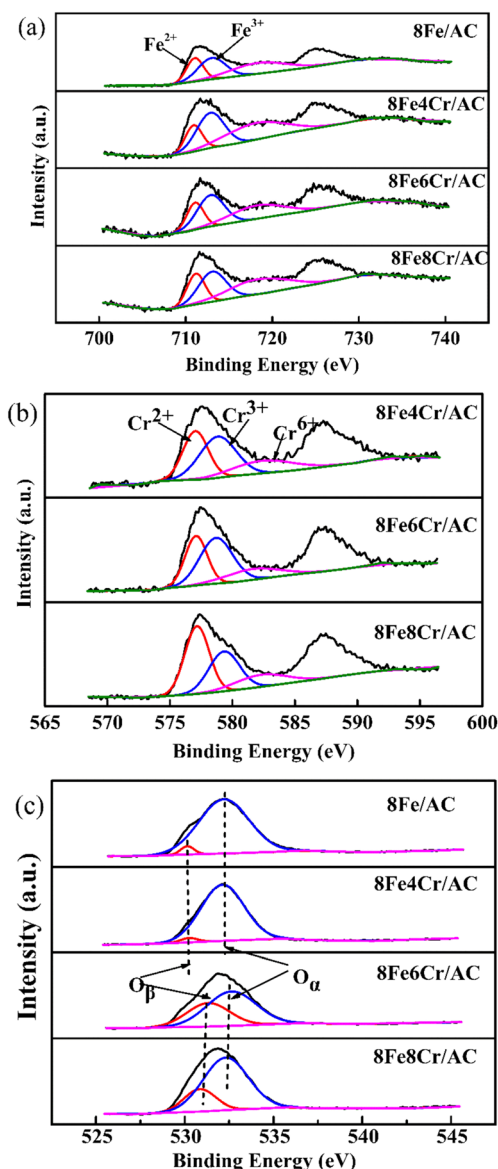 (a)
8Fe/AC
Fe2+
Fe3+
8Fe4Cr/AC
8Fe6Cr/AC
8Fe8Cr/AC
Intensity (a.u.)
700 710 720 730 740
Binding Energy (eV)
(b)
8Fe4Cr/AC
Cr2+
Cr3+
Cr6+
8Fe6Cr/AC
8Fe8Cr/AC
Intensity (a.u.)
565 570 575 580 585 590 595 600
Binding Energy (eV)
(c)
8Fe/AC
8Fe4Cr/AC
8Fe6Cr/AC
Oβ
Oα
8Fe8Cr/AC
Intensity (a.u.)
525 530 535 540 545
Binding Energy (eV)